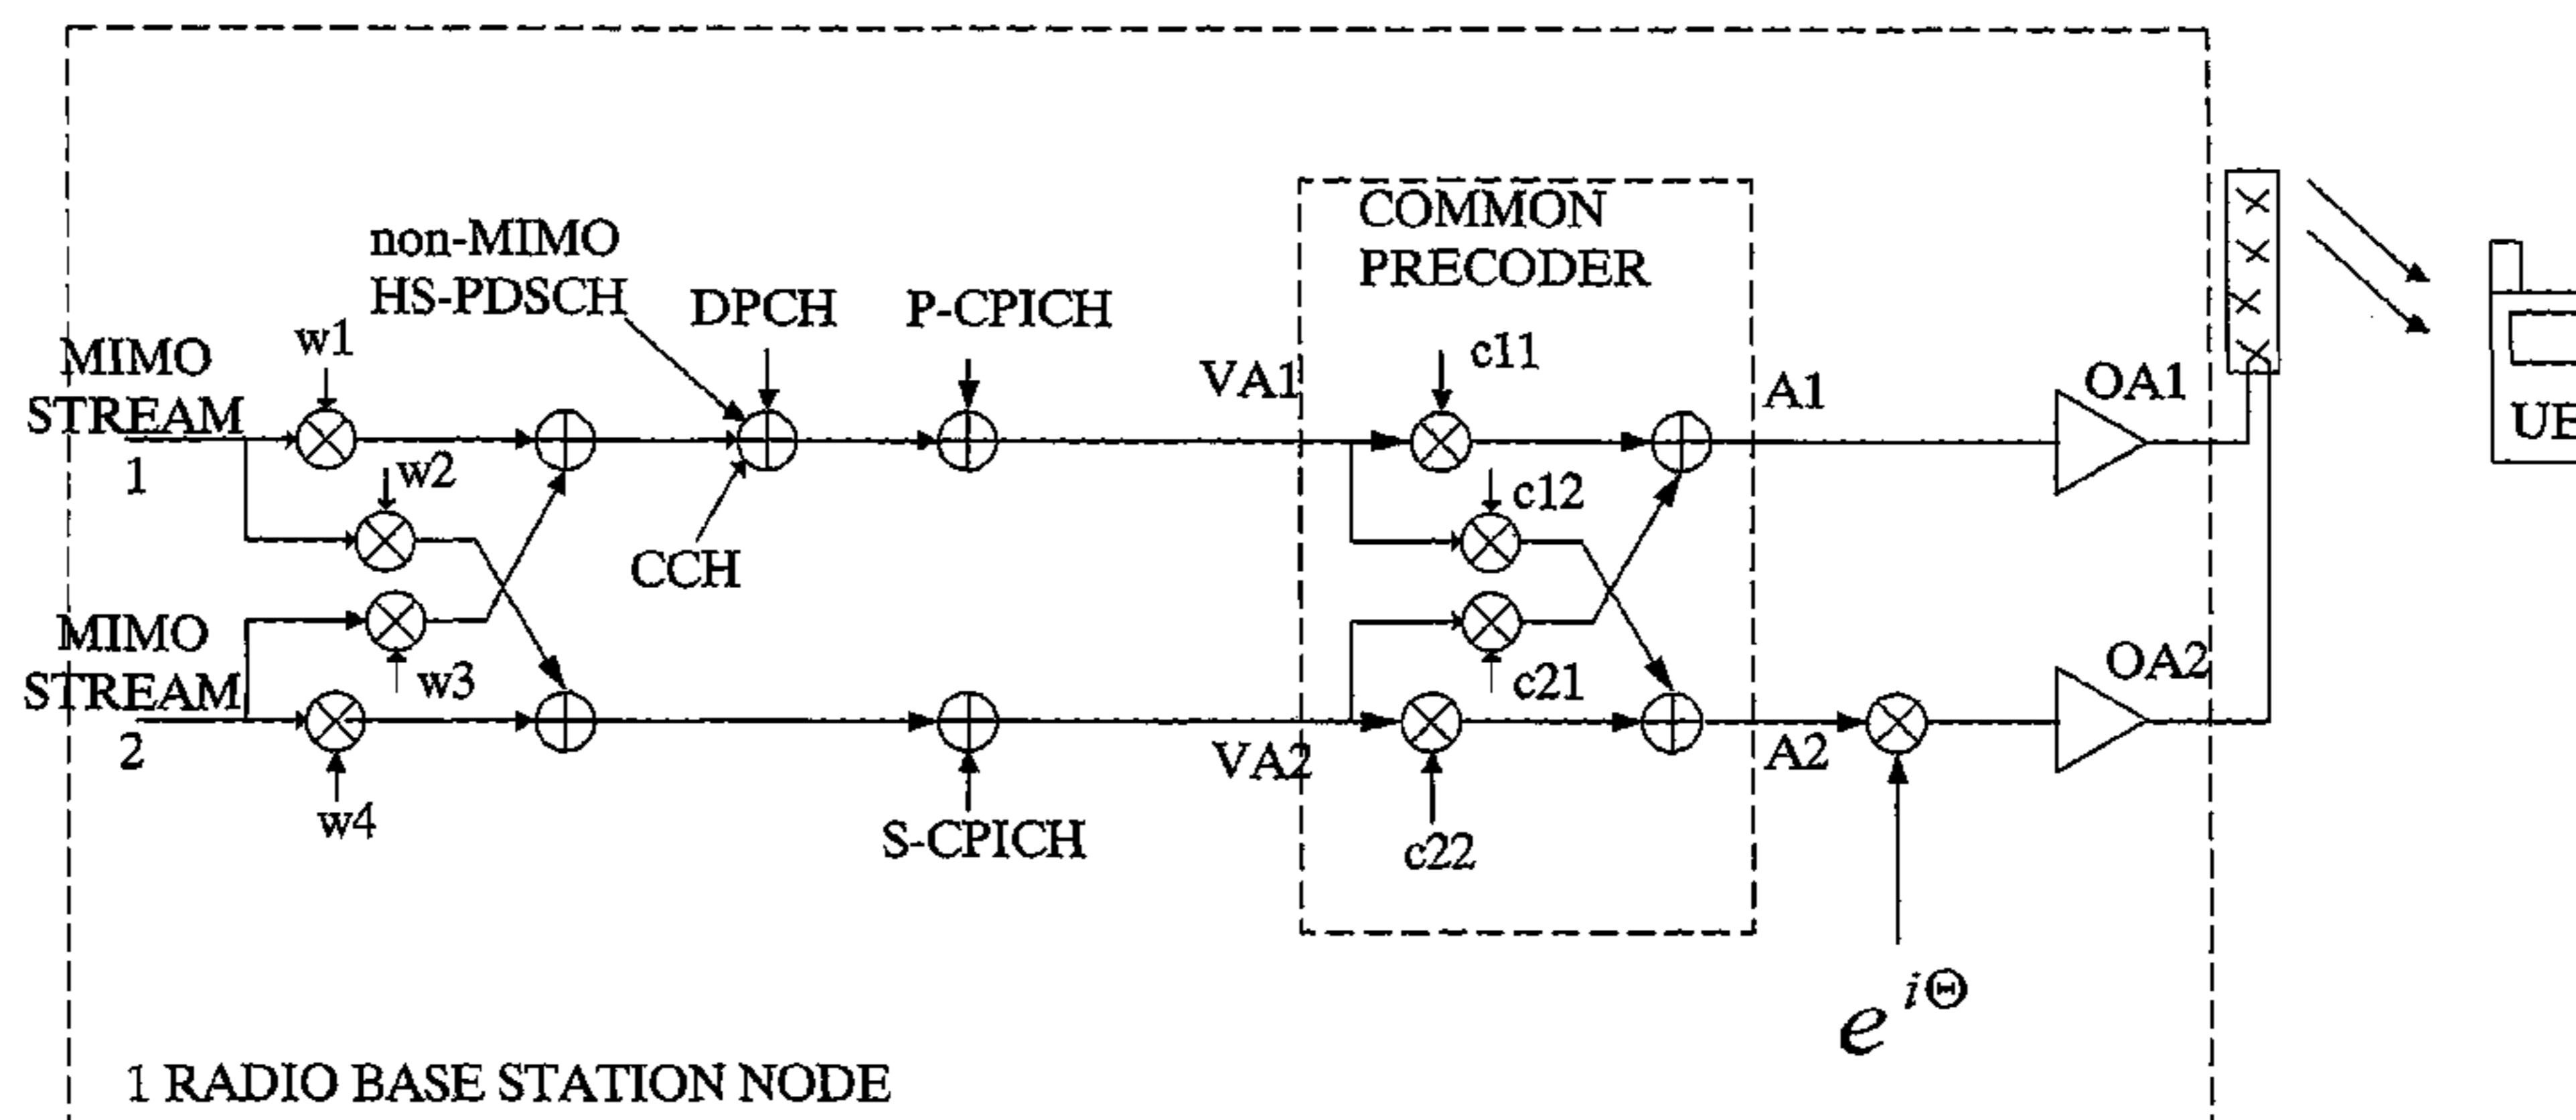 COMMON
PRECODER
non-MIMO
HS-PDSCH
DPCH
P-CPICH
MIMO
STREAM
1
w1
w2
CCH
VA1
c11
c12
A1
OA1
UE
MIMO
STREAM
2
w3
w4
S-CPICH
VA2
c21
c22
A2
OA2
e iΘ
1 RADIO BASE STATION NODE